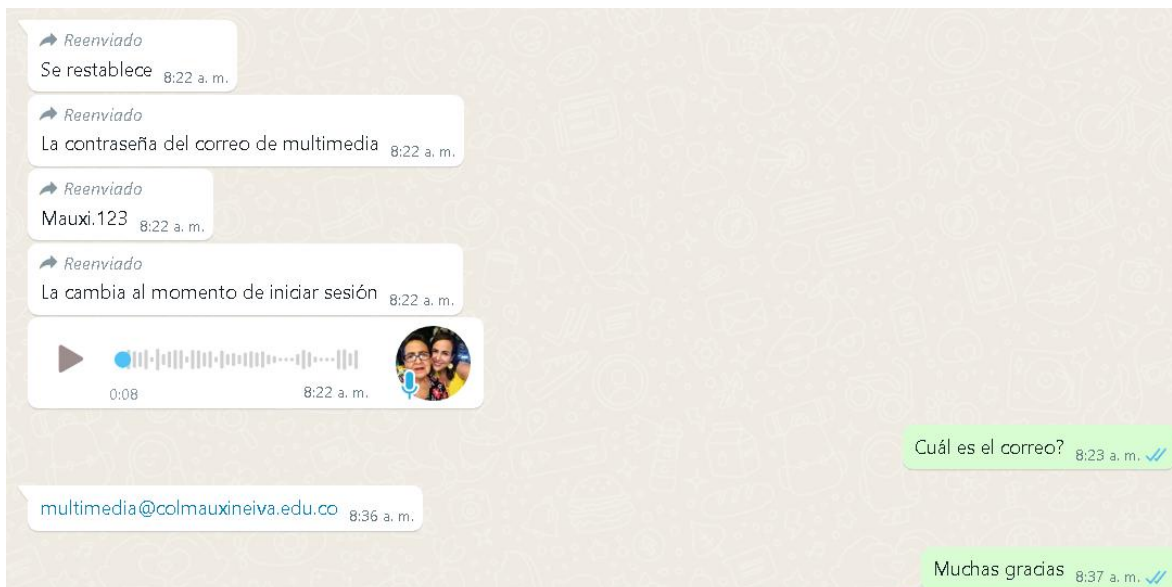 Reenviado
Se restablece 8:22 a. m.
Reenviado
La contraseña del correo de multimedia 8:22 a. m.
Reenviado
Mauxi.123 8:22 a. m.
Reenviado
La cambia al momento de iniciar sesión 8:22 a. m.
0:08 8:22 a. m.
Cuál es el correo? 8:23 a. m.
multimedia@colmauxineiva.edu.co 8:36 a. m.
Muchas gracias 8:37 a. m.